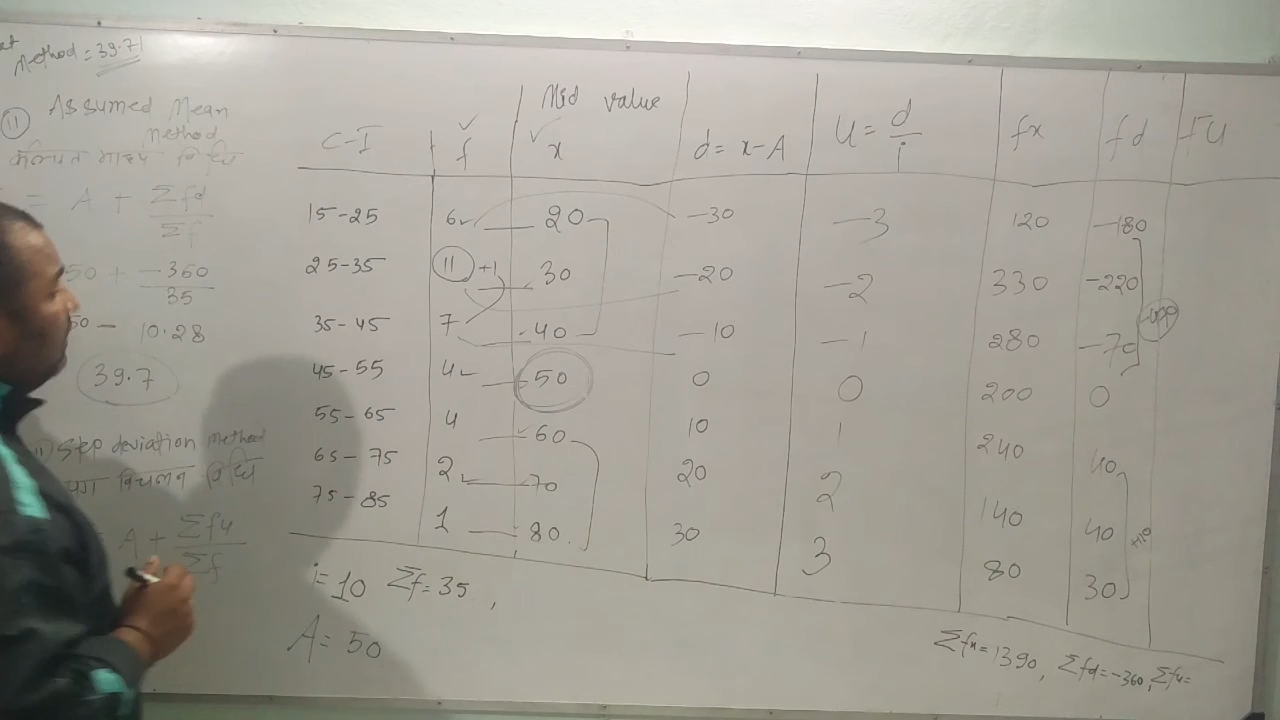 Method = 39.71
(11) Assumed Mean
Method
कल्पित माध्य विधि
= A + Σfd / Σf
50 + -360 / 35
50 - 10.28
39.7
Step deviation Method
पग विचलन विधि
= A + Σfu / Σf
C-I f Mid value x d = x-A U = d/i fx fd fu
15-25 6 20 -30 -3 120 -180
25-35 11 +1 30 -20 -2 330 -220
35-45 7 40 -10 -1 280 -70
45-55 4 50 0 0 200 0
55-65 4 60 10 1 240 40
65-75 2 70 20 2 140 40
75-85 1 80 30 3 80 30
i=10 Σf=35 ,
A= 50
Σfx=1390, Σfd=-360, Σfu=